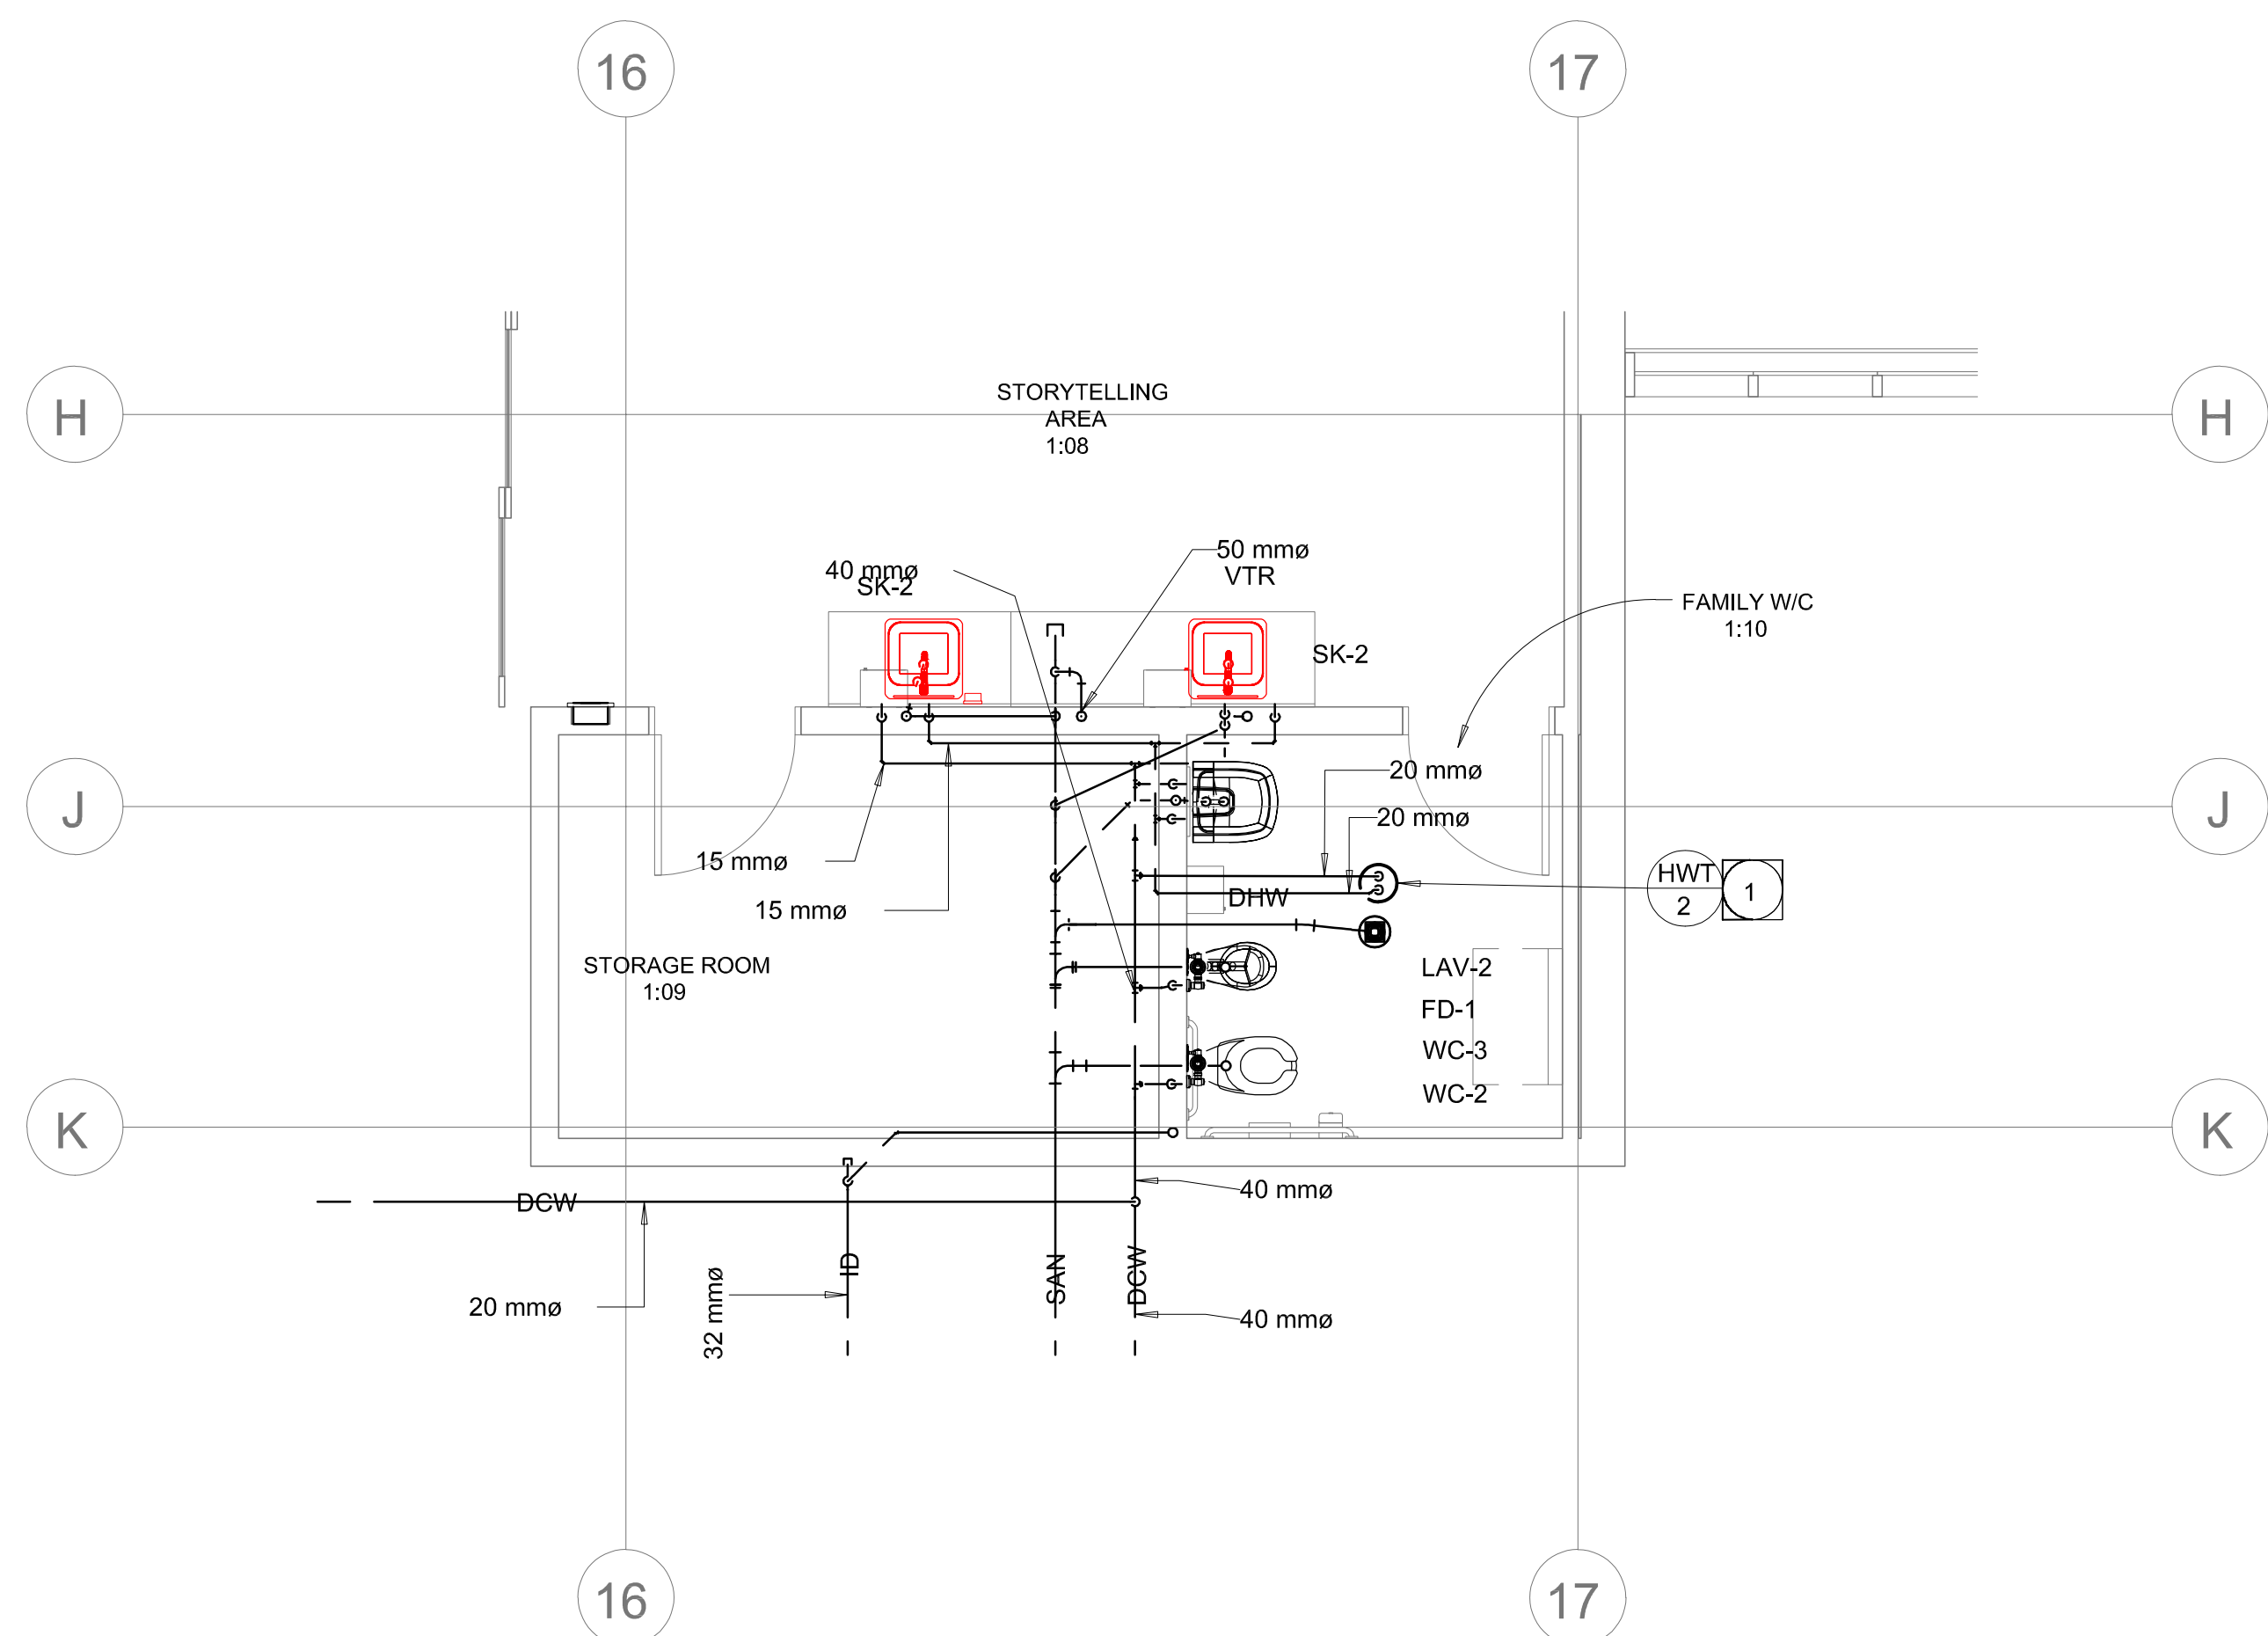 16
17
H
STORYTELLING
AREA
1:08
H
50 mmø
VTR
40 mmø
SK-2
FAMILY W/C
1:10
SK-2
20 mmø
J
20 mmø
J
15 mmø
HWT
2
1
DHW
15 mmø
STORAGE ROOM
1:09
LAV-2
FD-1
WC-3
WC-2
K
K
DCW
40 mmø
ID
SAN
DCW
20 mmø
32 mmø
40 mmø
16
17